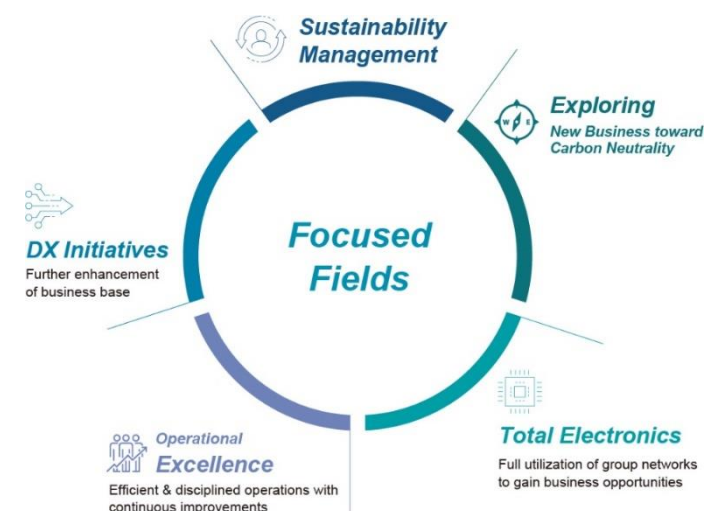 Sustainability
Management
Exploring
New Business toward
Carbon Neutrality
W E
Focused
Fields
DX Initiatives
Further enhancement
of business base
Total Electronics
Full utilization of group networks
to gain business opportunities
Operational
Excellence
Efficient & disciplined operations with
continuous improvements